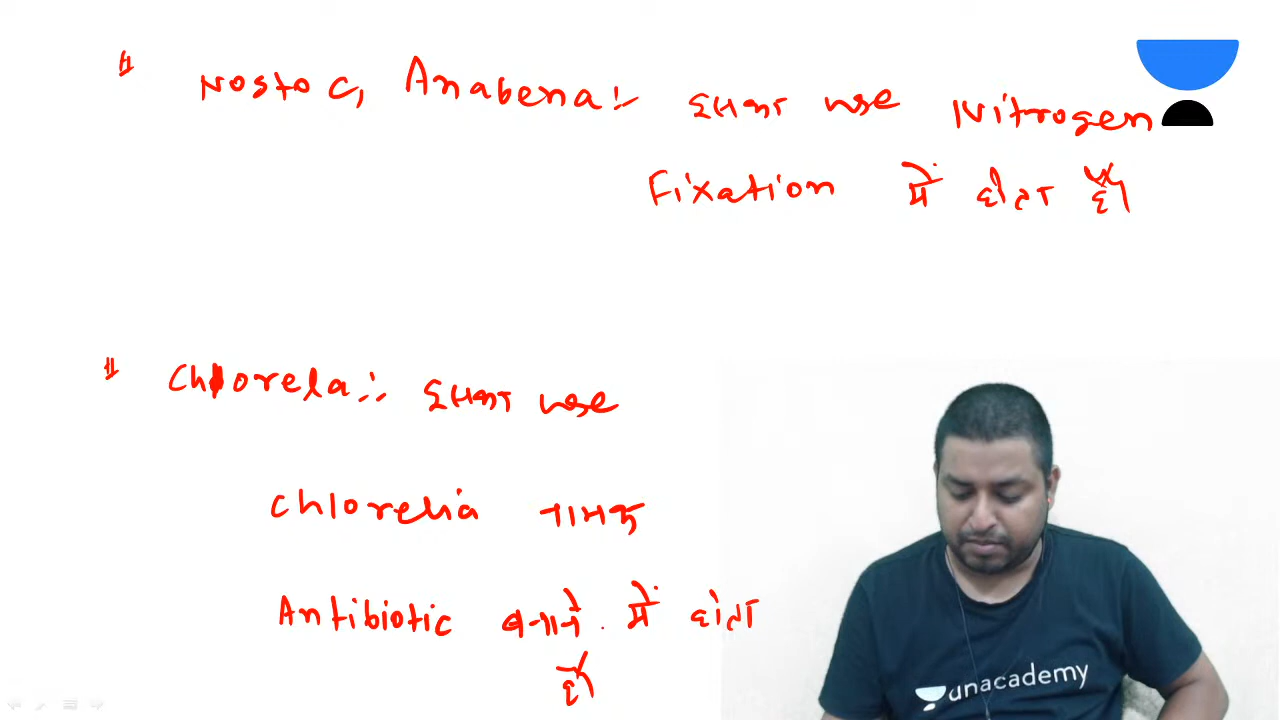 Nostoc, Anabena:- इसका use Nitrogen
Fixation में होता है
Chlorela:- इसका use
Chlorelia नामक
Antibiotic बनाने में होता
है
unacademy